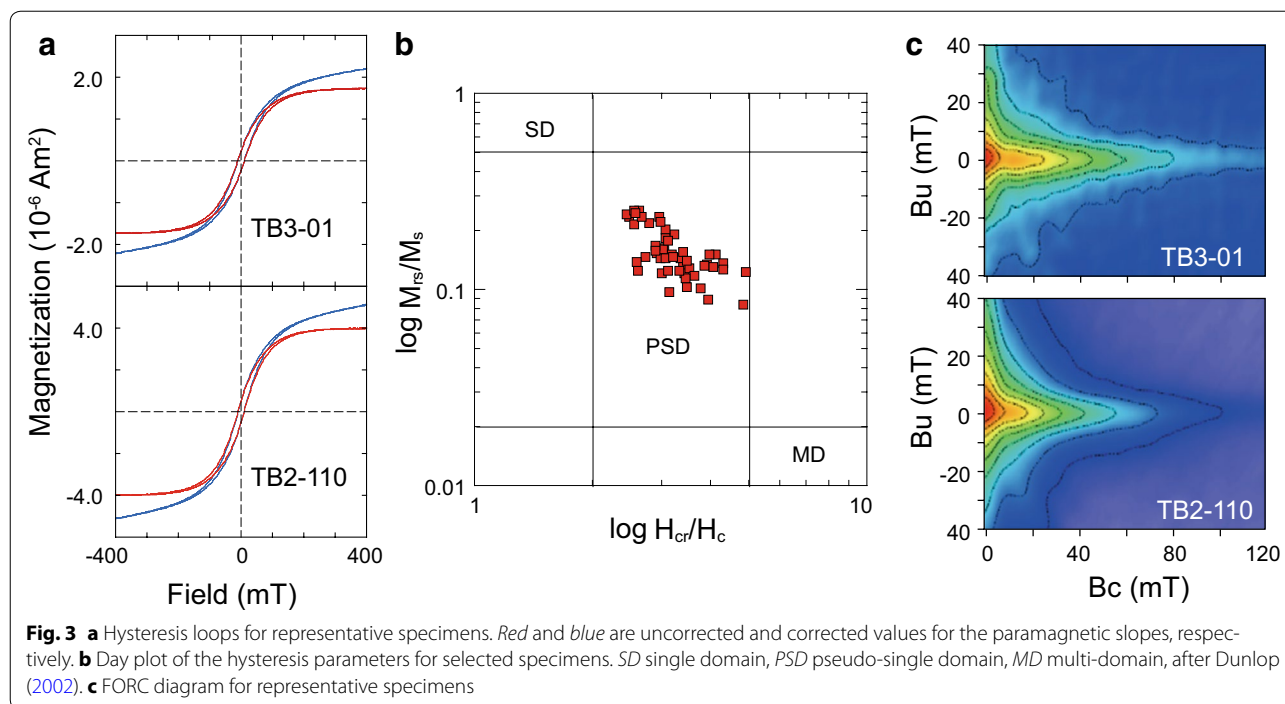 a
2.0
-2.0
TB3-01
4.0
-4.0
TB2-110
-400
0
400
Magnetization (10⁻⁶ Am²)
Field (mT)
b
1
0.1
0.01
SD
PSD
MD
1
10
log Mrs/Ms
log Hcr/Hc
c
40
20
0
-20
40
Bu (mT)
TB3-01
40
20
0
-20
40
Bu (mT)
TB2-110
0
40
80
120
Bc (mT)
Fig. 3 a Hysteresis loops for representative specimens. Red and blue are uncorrected and corrected values for the paramagnetic slopes, respec-
tively. b Day plot of the hysteresis parameters for selected specimens. SD single domain, PSD pseudo-single domain, MD multi-domain, after Dunlop
(2002). c FORC diagram for representative specimens